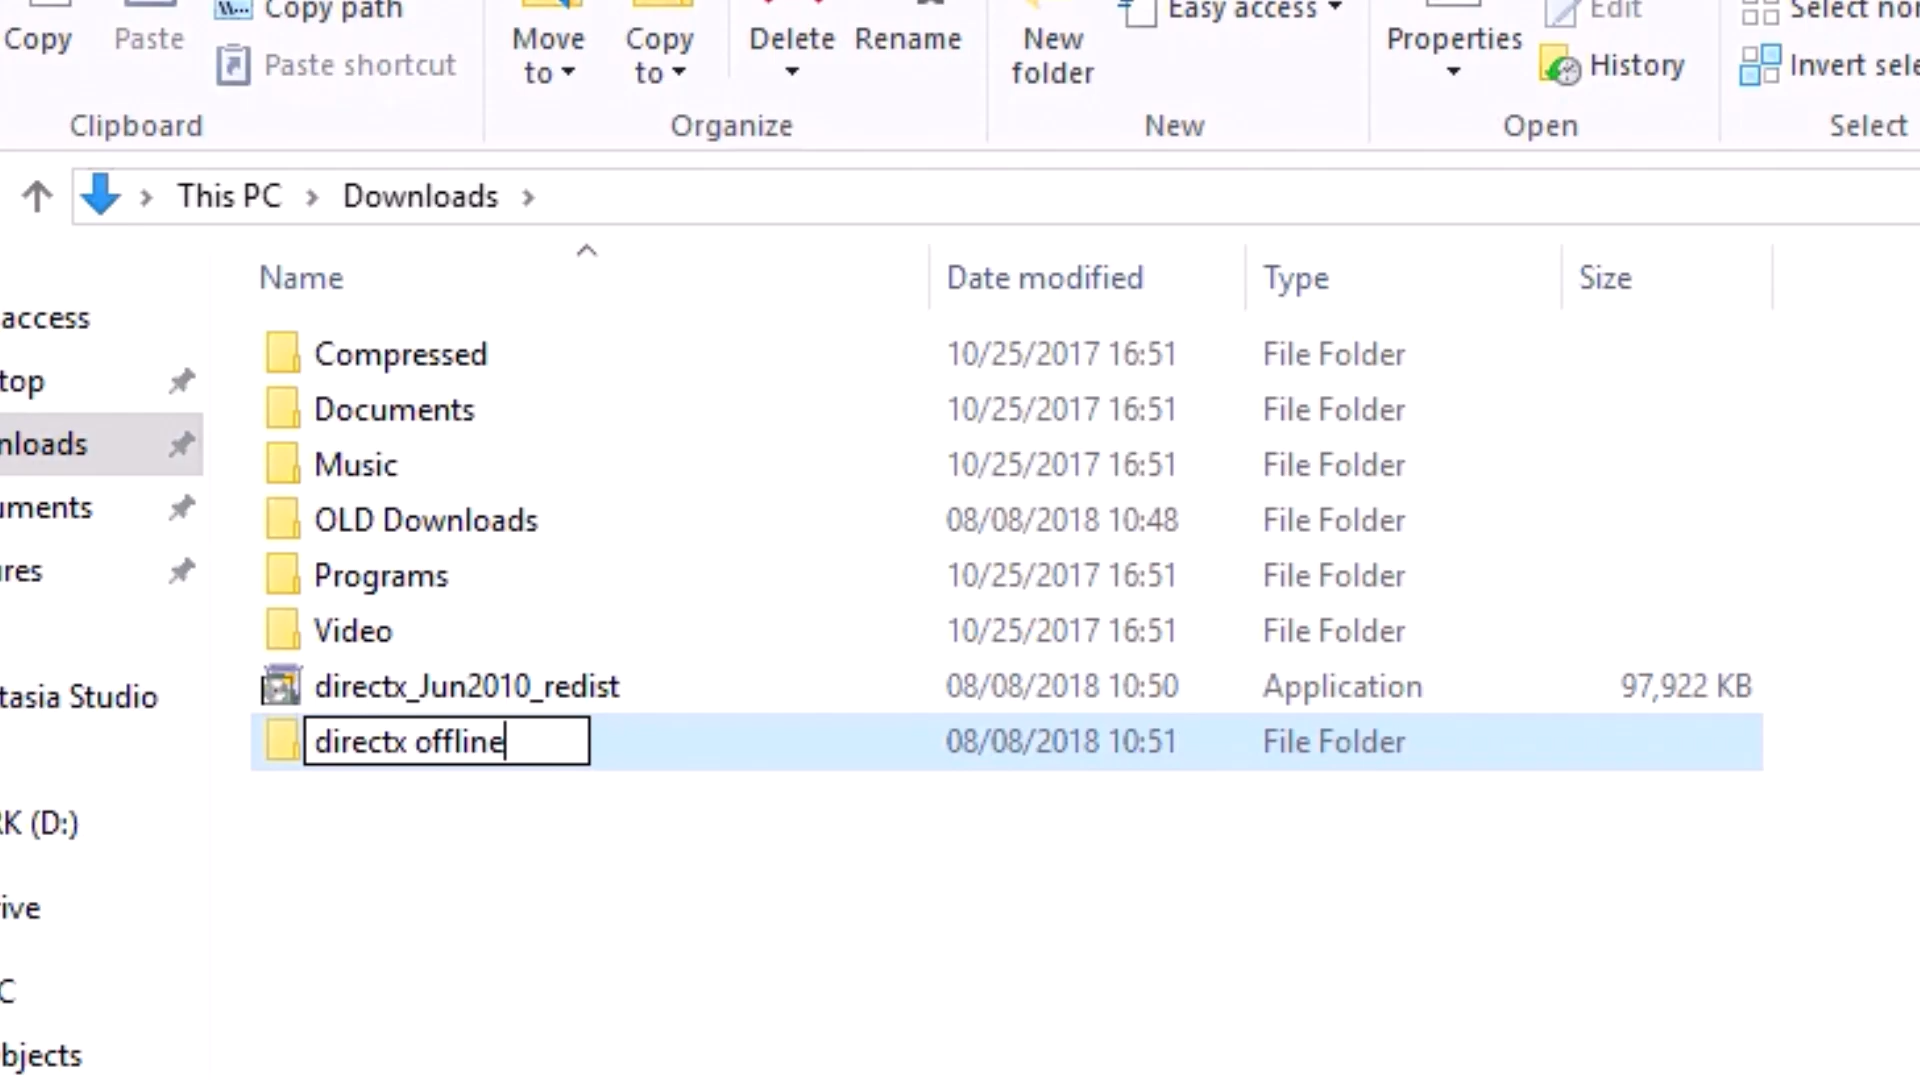 Copy path
Easy access
Edit
Copy Paste Move Copy Delete Rename New Properties
Paste shortcut to to folder History Invert
Clipboard Organize New Open Select
This PC Downloads
Name Date modified Type Size
access
Compressed 10/25/2017 16:51 File Folder
top
Documents 10/25/2017 16:51 File Folder
nloads
Music 10/25/2017 16:51 File Folder
uments
OLD Downloads 08/08/2018 10:48 File Folder
res
Programs 10/25/2017 16:51 File Folder
Video 10/25/2017 16:51 File Folder
tasia Studio
directx_Jun2010_redist 08/08/2018 10:50 Application 97,922 KB
directx offline 08/08/2018 10:51 File Folder
K (D:)
ive
C
bjects